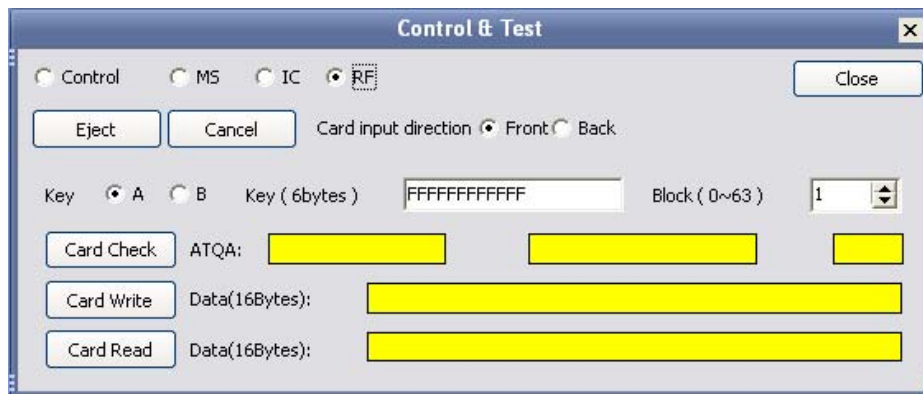 Control & Test
Control MS IC RF Close
Eject Cancel Card input direction Front Back
Key A B Key ( 6bytes ) FFFFFFFFFFFF Block ( 0~63 ) 1
Card Check ATQA:
Card Write Data(16Bytes):
Card Read Data(16Bytes):